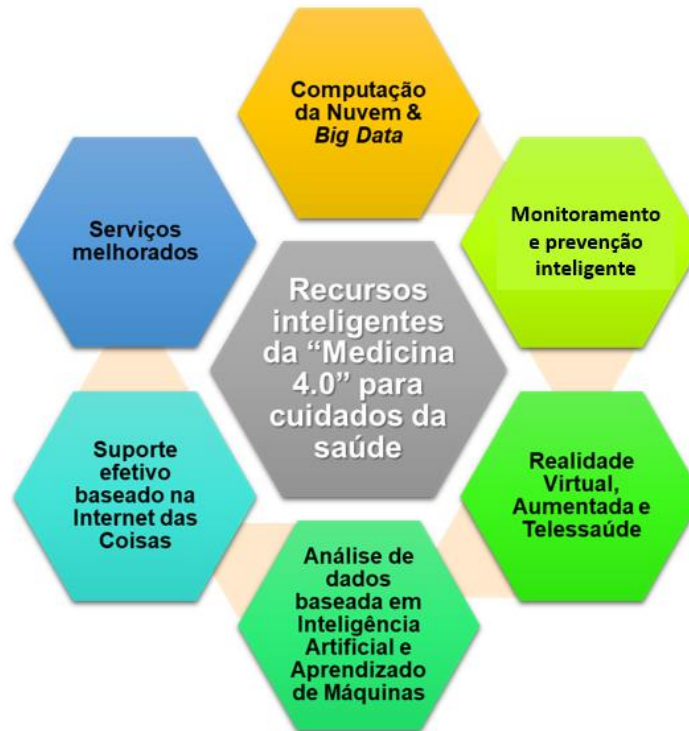 Computação
da Nuvem &
Big Data
Monitoramento
e prevenção
inteligente
Realidade
Virtual,
Aumentada e
Telessaúde
Análise de
dados
baseada em
Inteligência
Artificial e
Aprendizado
de Máquinas
Suporte
efetivo
baseado na
Internet das
Coisas
Serviços
melhorados
Recursos
inteligentes
da “Medicina
4.0” para
cuidados da
saúde